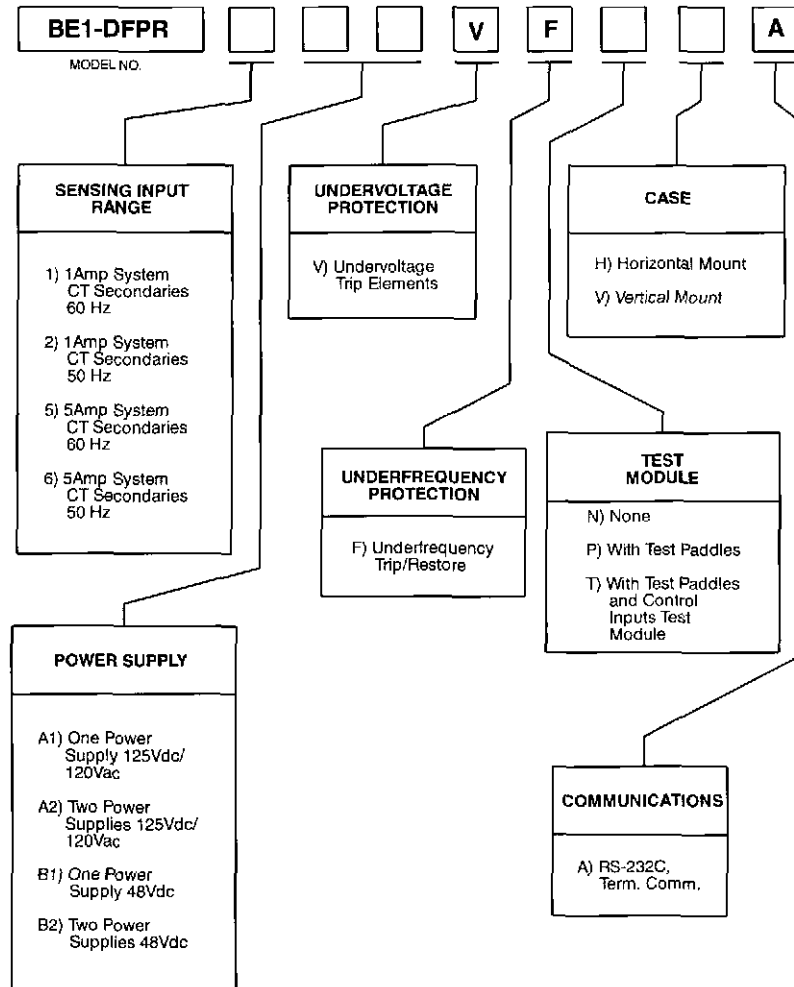 BE1-DFPR V F A
MODEL NO.
SENSING INPUT
RANGE
1) 1Amp System
CT Secondaries
60 Hz
2) 1Amp System
CT Secondaries
50 Hz
5) 5Amp System
CT Secondaries
60 Hz
6) 5Amp System
CT Secondaries
50 Hz
UNDERVOLTAGE
PROTECTION
V) Undervoltage
Trip Elements
CASE
H) Horizontal Mount
V) Vertical Mount
UNDERFREQUENCY
PROTECTION
F) Underfrequency
Trip/Restore
TEST
MODULE
N) None
P) With Test Paddles
T) With Test Paddles
and Control
Inputs Test
Module
POWER SUPPLY
A1) One Power
Supply 125Vdc/
120Vac
A2) Two Power
Supplies 125Vdc/
120Vac
B1) One Power
Supply 48Vdc
B2) Two Power
Supplies 48Vdc
COMMUNICATIONS
A) RS-232C,
Term. Comm.